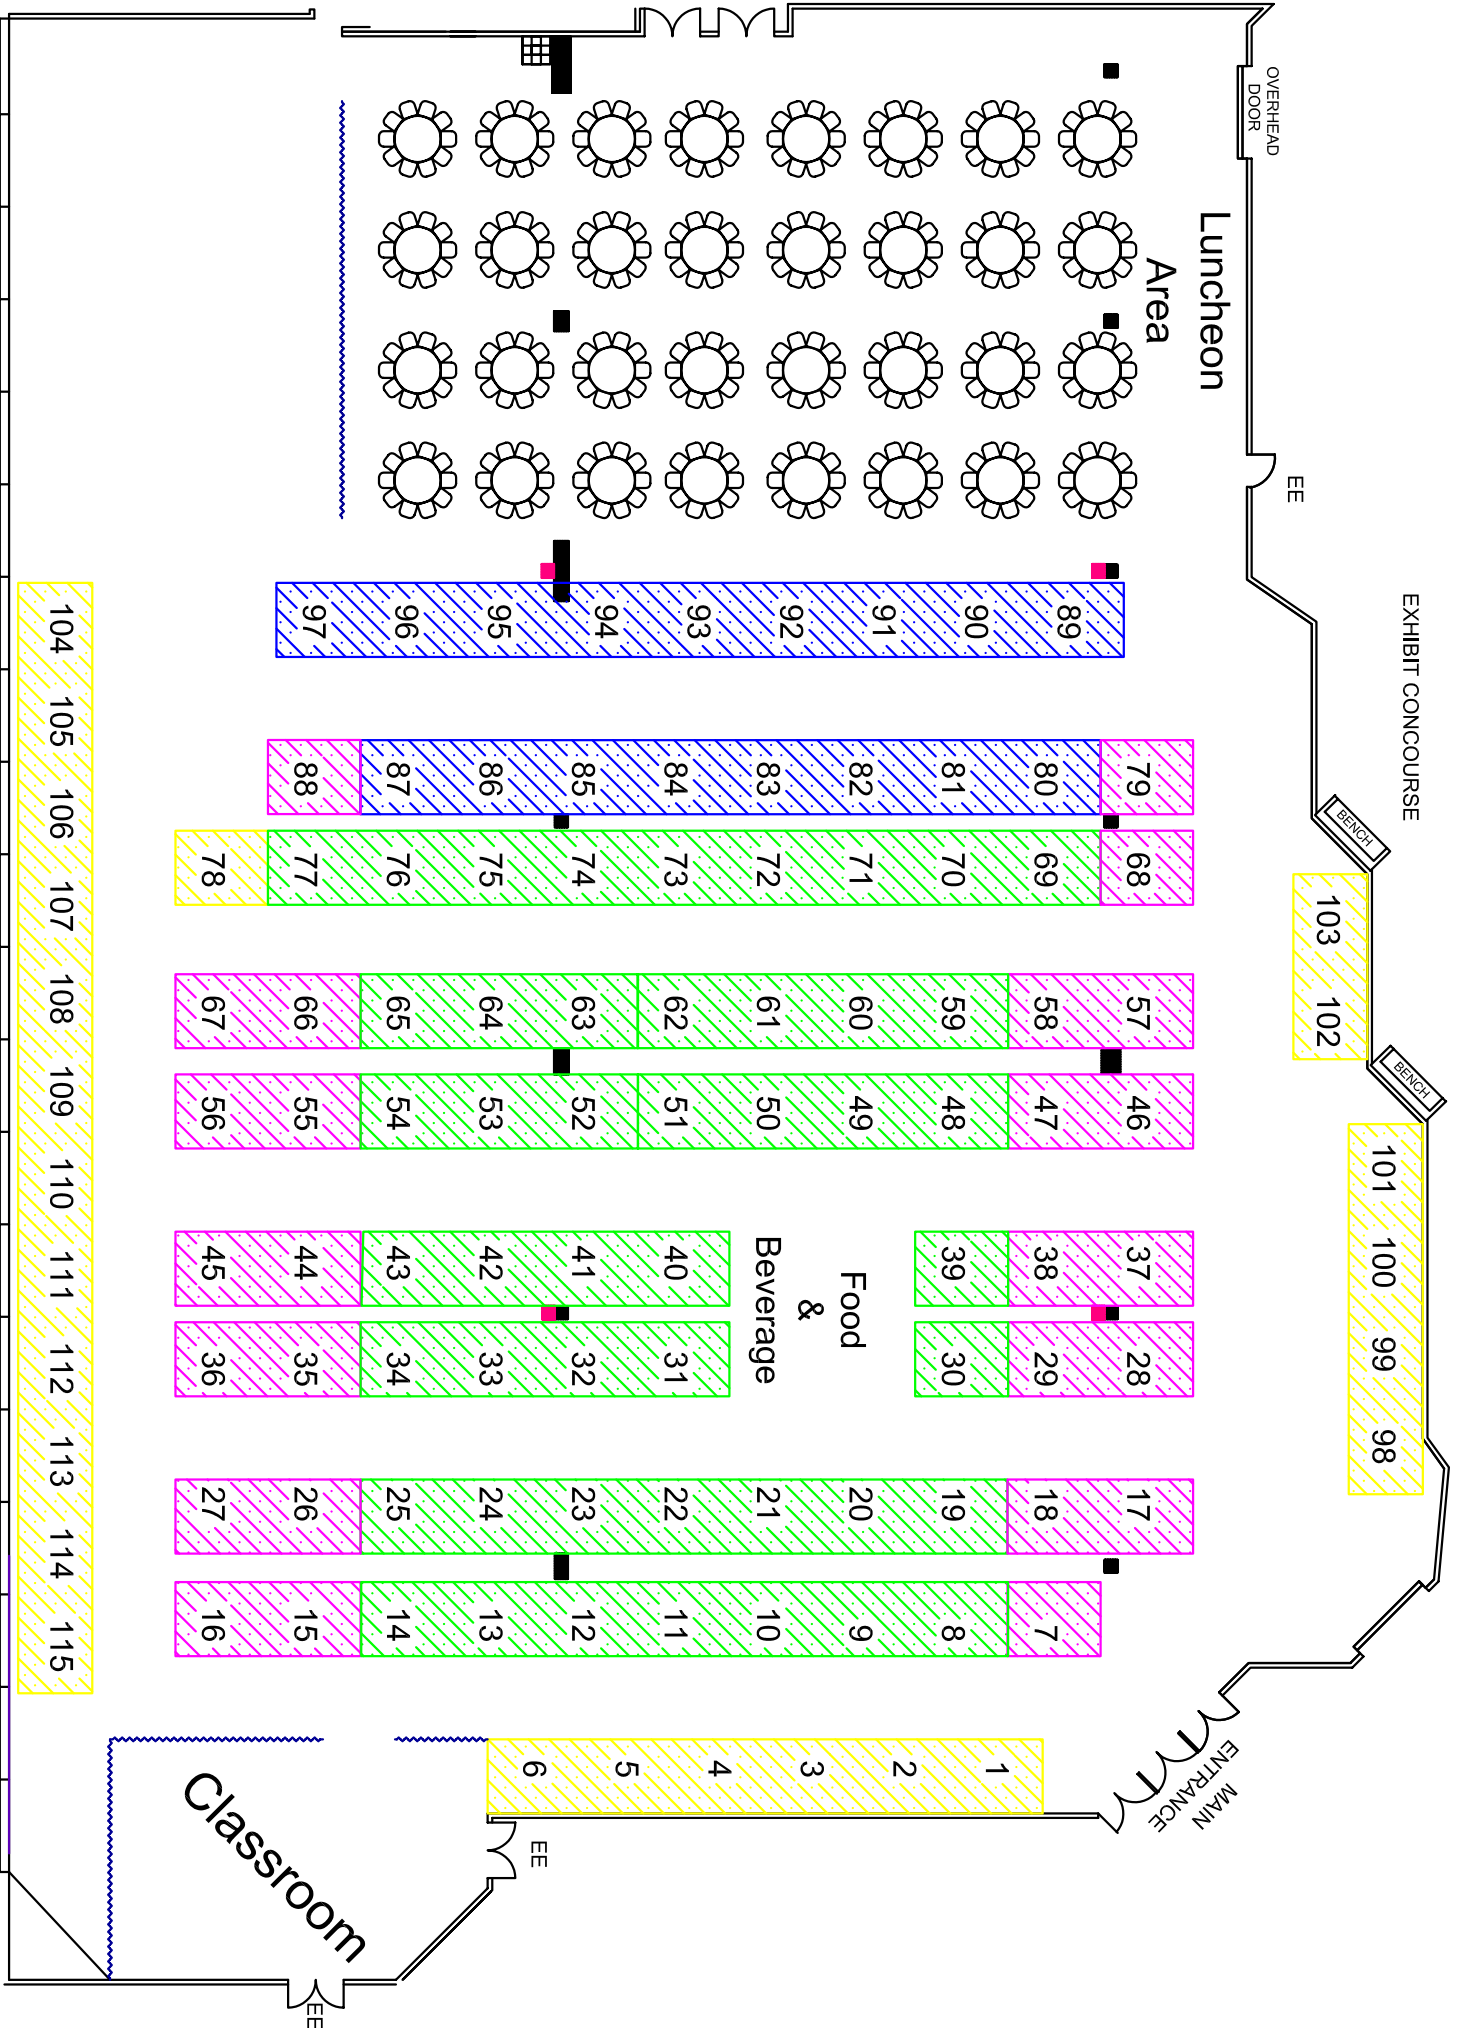 OVERHEAD
DOOR
Luncheon
Area
EE
EXHIBIT CONCOURSE
BENCH
BENCH
97 96 95 94 93 92 91 90 89
88 87 86 85 84 83 82 81 80 79
78 77 76 75 74 73 72 71 70 69 68
103 102
67 66 65 64 63 62 61 60 59 58 57
56 55 54 53 52 51 50 49 48 47 46
101 100 99 98
45 44 43 42 41 40 39 38 37
Food
&
Beverage
36 35 34 33 32 31 30 29 28
27 26 25 24 23 22 21 20 19 18 17
16 15 14 13 12 11 10 9 8 7
104 105 106 107 108 109 110 111 112 113 114 115
6 5 4 3 2 1
MAIN
ENTRANCE
Classroom
EE
EE